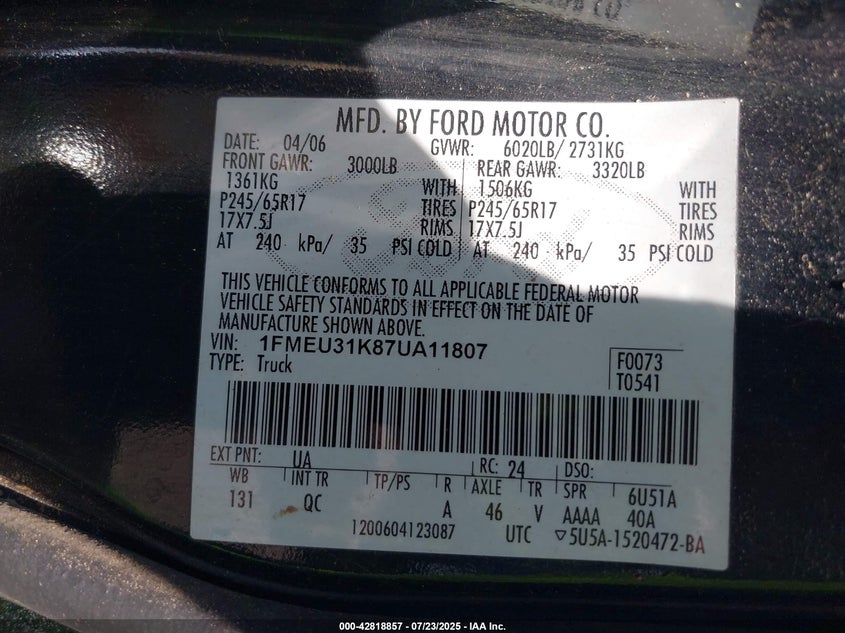 MFD. BY FORD MOTOR CO.
DATE: 04/06 GVWR: 6020LB/ 2731KG
FRONT GAWR: 3000LB REAR GAWR: 3320LB
1361KG WITH 1506KG WITH
P245/65R17 TIRES P245/65R17 TIRES
17X7.5J RIMS 17X7.5J RIMS
AT 240 kPa/ 35 PSI COLD AT 240 kPa/ 35 PSI COLD
THIS VEHICLE CONFORMS TO ALL APPLICABLE FEDERAL MOTOR
VEHICLE SAFETY STANDARDS IN EFFECT ON THE DATE OF
MANUFACTURE SHOWN ABOVE.
VIN: 1FMEU31K87UA11807 F0073
TYPE: Truck T0541
EXT PNT: UA RC: 24 DSO:
WB INT TR TP/PS R AXLE TR SPR 6U51A
131 QC A 46 V AAAA 40A
1200604123087 UTC ▽5U5A-1520472-BA
000-42818857 - 07/23/2025 - IAA Inc.